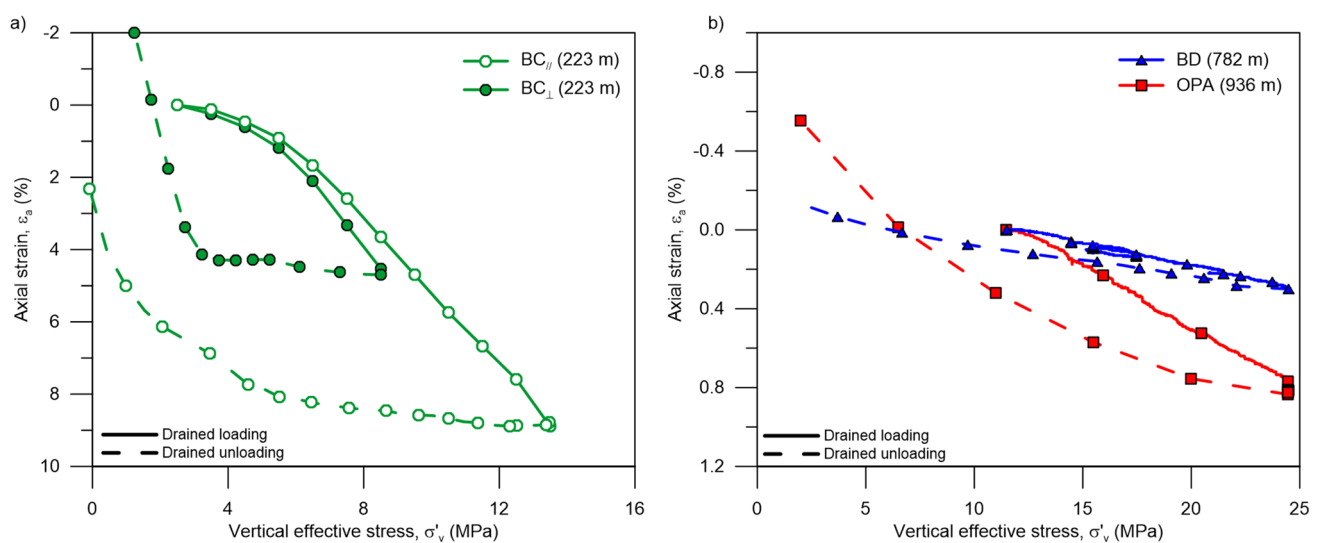 a)
BC// (223 m)
BC⊥ (223 m)
-2
0
2
4
6
8
10
Axial strain, εa (%)
Drained loading
Drained unloading
0
4
8
12
16
Vertical effective stress, σ'v (MPa)
b)
BD (782 m)
OPA (936 m)
-0.8
-0.4
0.0
0.4
0.8
1.2
Axial strain, εa (%)
Drained loading
Drained unloading
0
5
10
15
20
25
Vertical effective stress, σ'v (MPa)